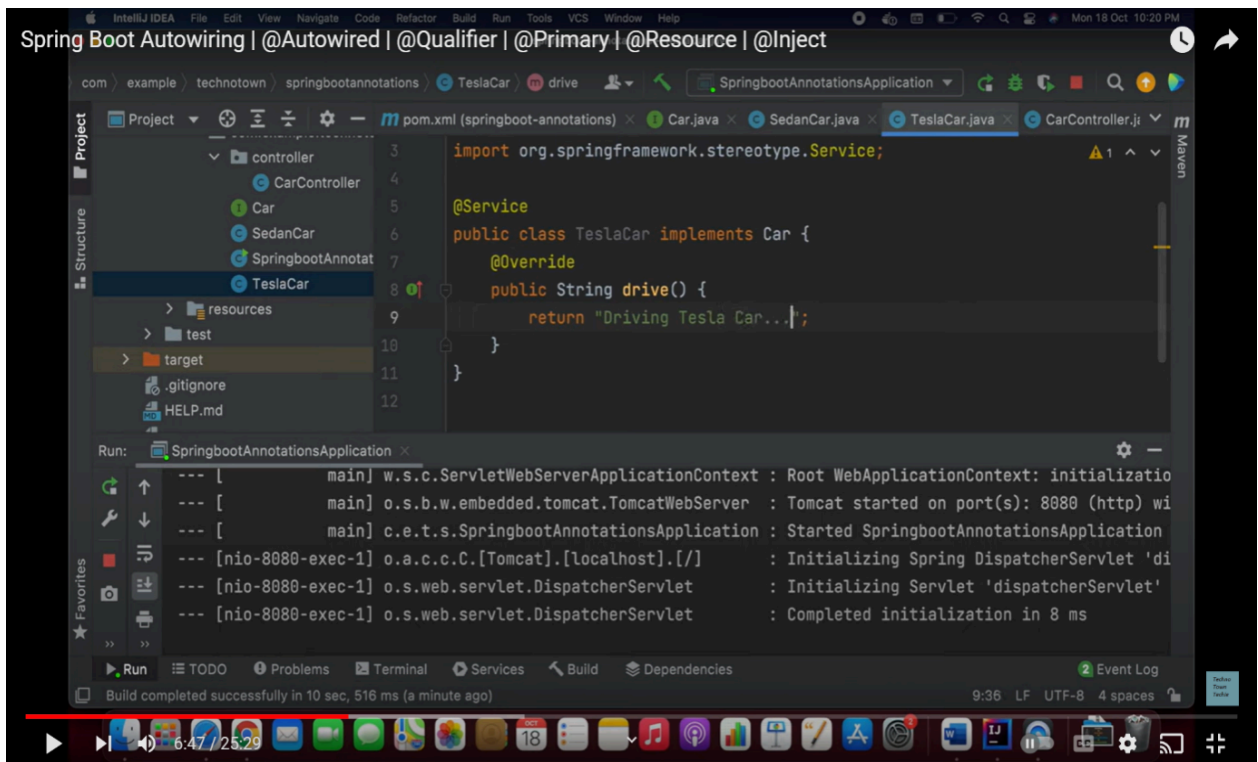 IntelliJ IDEA File Edit View Navigate Code Refactor Build Run Tools VCS Window Help Mon 18 Oct 10:20 PM
Spring Boot Autowiring | @Autowired | @Qualifier | @Primary | @Resource | @Inject
com example technotown springbootannotations TeslaCar drive SpringbootAnnotationsApplication
Project pom.xml (springboot-annotations) Car.java SedanCar.java TeslaCar.java CarController.ja
Project
Structure
Favorites
m Maven
controller
CarController
Car
SedanCar
SpringbootAnnotat
TeslaCar
resources
test
target
.gitignore
HELP.md
1
3 import org.springframework.stereotype.Service;
4
5 @Service
6 public class TeslaCar implements Car {
7 @Override
8 public String drive() {
9 return "Driving Tesla Car...";
10 }
11 }
12
Run: SpringbootAnnotationsApplication
--- [ main] w.s.c.ServletWebServerApplicationContext : Root WebApplicationContext: initializatio
--- [ main] o.s.b.w.embedded.tomcat.TomcatWebServer : Tomcat started on port(s): 8080 (http) wi
--- [ main] c.e.t.s.SpringbootAnnotationsApplication : Started SpringbootAnnotationsApplication
--- [nio-8080-exec-1] o.a.c.c.C.[Tomcat].[localhost].[/] : Initializing Spring DispatcherServlet 'di
--- [nio-8080-exec-1] o.s.web.servlet.DispatcherServlet : Initializing Servlet 'dispatcherServlet'
--- [nio-8080-exec-1] o.s.web.servlet.DispatcherServlet : Completed initialization in 8 ms
Run TODO Problems Terminal Services Build Dependencies 2 Event Log
Build completed successfully in 10 sec, 516 ms (a minute ago) 9:36 LF UTF-8 4 spaces
Techno
Town
Techie
6:47 / 25:29
OCT
18